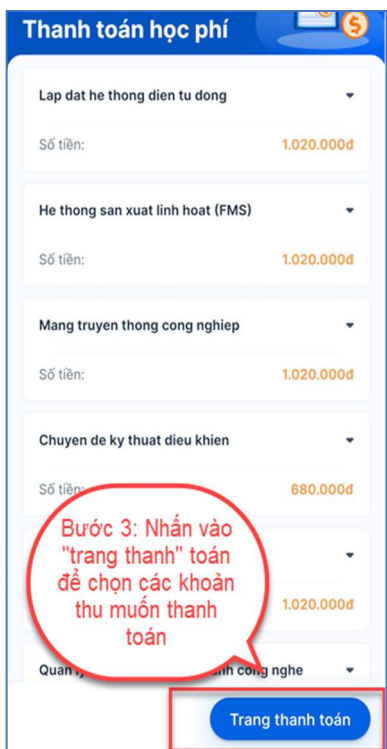 Thanh toán học phí
Lap dat he thong dien tu dong
Số tiền: 1.020.000đ
He thong san xuat linh hoat (FMS)
Số tiền: 1.020.000đ
Mang truyen thong cong nghiep
Số tiền: 1.020.000đ
Chuyen de ky thuat dieu khien
Số tiền: 680.000đ
Bước 3: Nhấn vào
"trang thanh" toán
để chọn các khoản
thu muốn thanh
toán
1.020.000đ
Quan cong nghe
Trang thanh toán